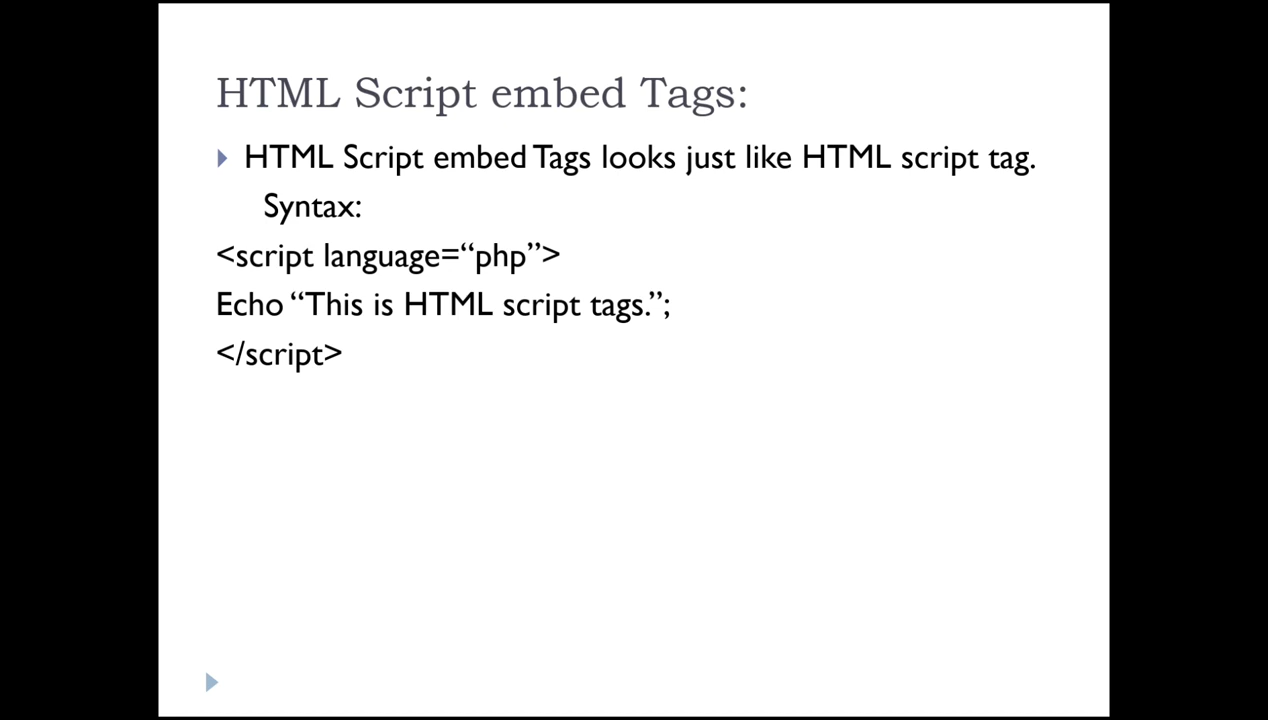 HTML Script embed Tags:
HTML Script embed Tags looks just like HTML script tag.
Syntax:
<script language=“php”>
Echo “This is HTML script tags.”;
</script>